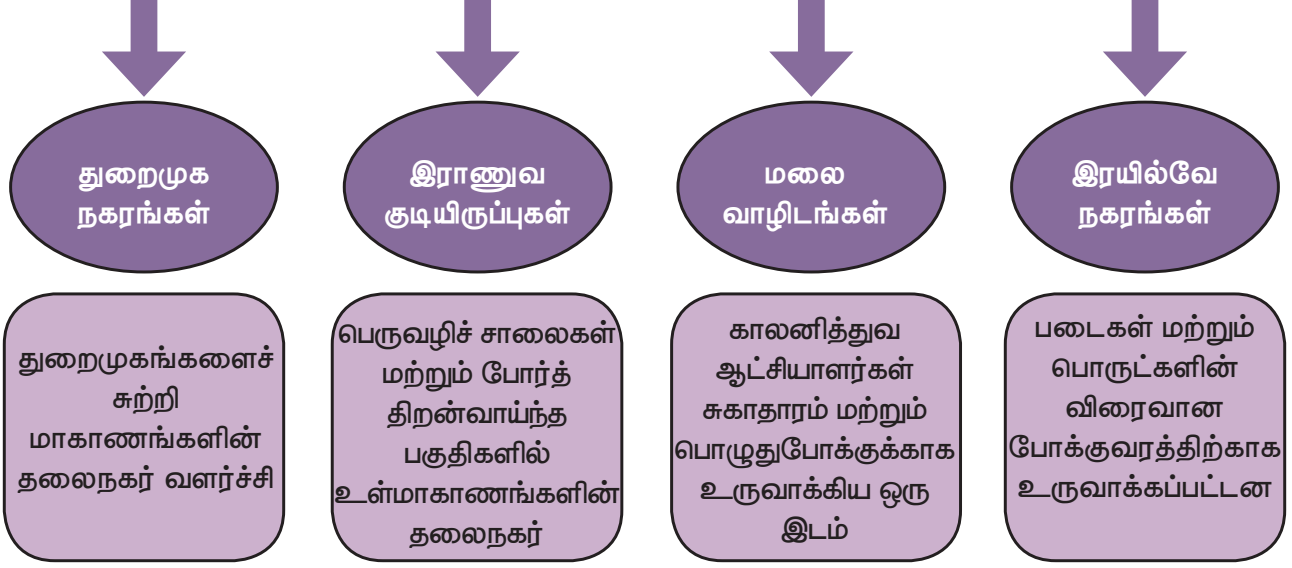 துறைமுக
நகரங்கள்
இராணுவ
குடியிருப்புகள்
மலை
வாழிடங்கள்
இரயில்வே
நகரங்கள்
துறைமுகங்களைச்
சுற்றி
மாகாணங்களின்
தலைநகர் வளர்ச்சி
பெருவழிச் சாலைகள்
மற்றும் போர்த்
திறன்வாய்ந்த
பகுதிகளில்
உள்மாகாணங்களின்
தலைநகர்
காலனித்துவ
ஆட்சியாளர்கள்
சுகாதாரம் மற்றும்
பொழுதுபோக்குக்காக
உருவாக்கிய ஒரு
இடம்
படைகள் மற்றும்
பொருட்களின்
விரைவான
போக்குவரத்திற்காக
உருவாக்கப்பட்டன